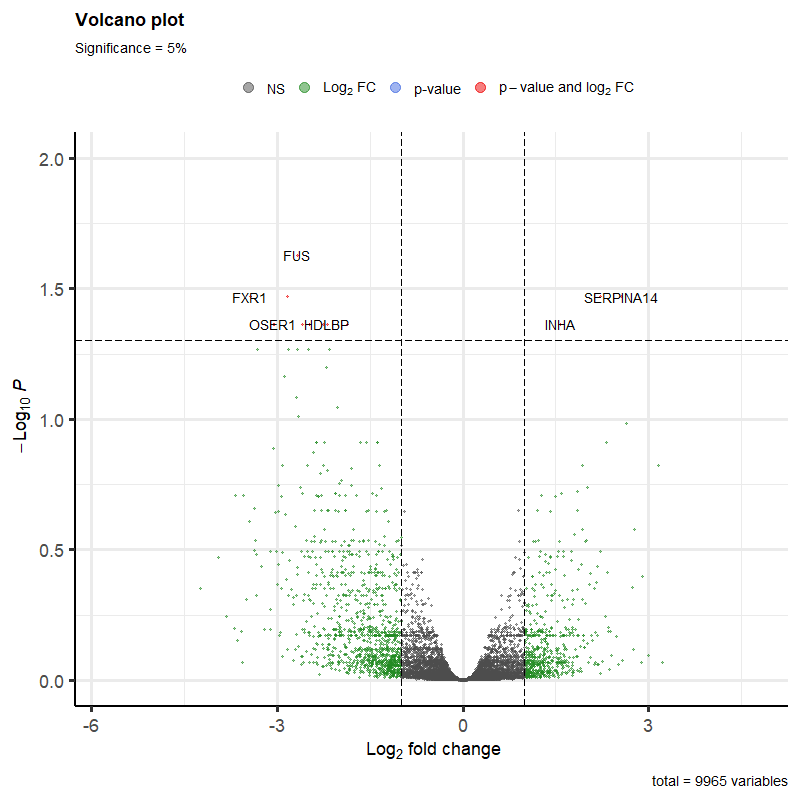 Volcano plot
Significance = 5%
NS Log₂ FC p-value p − value and log₂ FC
2.0
FUS
1.5
FXR1 SERPINA14
OSER1 HDLBP INHA
−Log₁₀ P
1.0
0.5
0.0
-6 -3 0 3
Log₂ fold change
total = 9965 variables